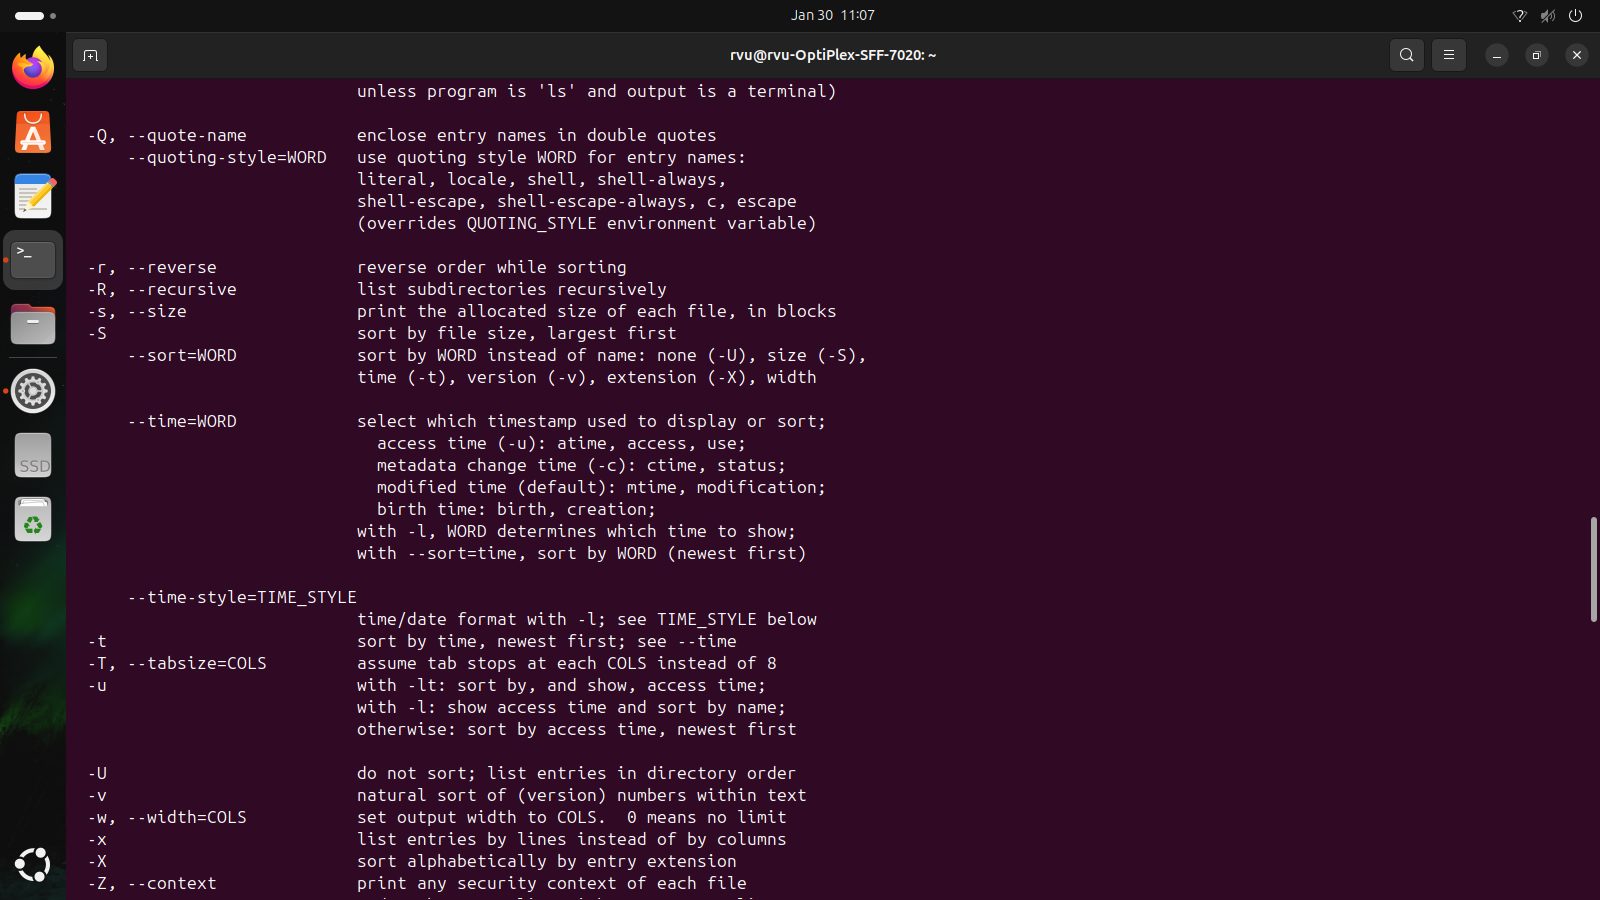 Jan 30 11:07
rvu@rvu-OptiPlex-SFF-7020: ~
unless program is 'ls' and output is a terminal)
-Q, --quote-name enclose entry names in double quotes
--quoting-style=WORD use quoting style WORD for entry names:
literal, locale, shell, shell-always,
shell-escape, shell-escape-always, c, escape
(overrides QUOTING_STYLE environment variable)
-r, --reverse reverse order while sorting
-R, --recursive list subdirectories recursively
-s, --size print the allocated size of each file, in blocks
-S sort by file size, largest first
--sort=WORD sort by WORD instead of name: none (-U), size (-S),
time (-t), version (-v), extension (-X), width
--time=WORD select which timestamp used to display or sort;
access time (-u): atime, access, use;
metadata change time (-c): ctime, status;
modified time (default): mtime, modification;
birth time: birth, creation;
with -l, WORD determines which time to show;
with --sort=time, sort by WORD (newest first)
--time-style=TIME_STYLE
time/date format with -l; see TIME_STYLE below
-t sort by time, newest first; see --time
-T, --tabsize=COLS assume tab stops at each COLS instead of 8
-u with -lt: sort by, and show, access time;
with -l: show access time and sort by name;
otherwise: sort by access time, newest first
-U do not sort; list entries in directory order
-v natural sort of (version) numbers within text
-w, --width=COLS set output width to COLS.  0 means no limit
-x list entries by lines instead of by columns
-X sort alphabetically by entry extension
-Z, --context print any security context of each file
>_
SSD